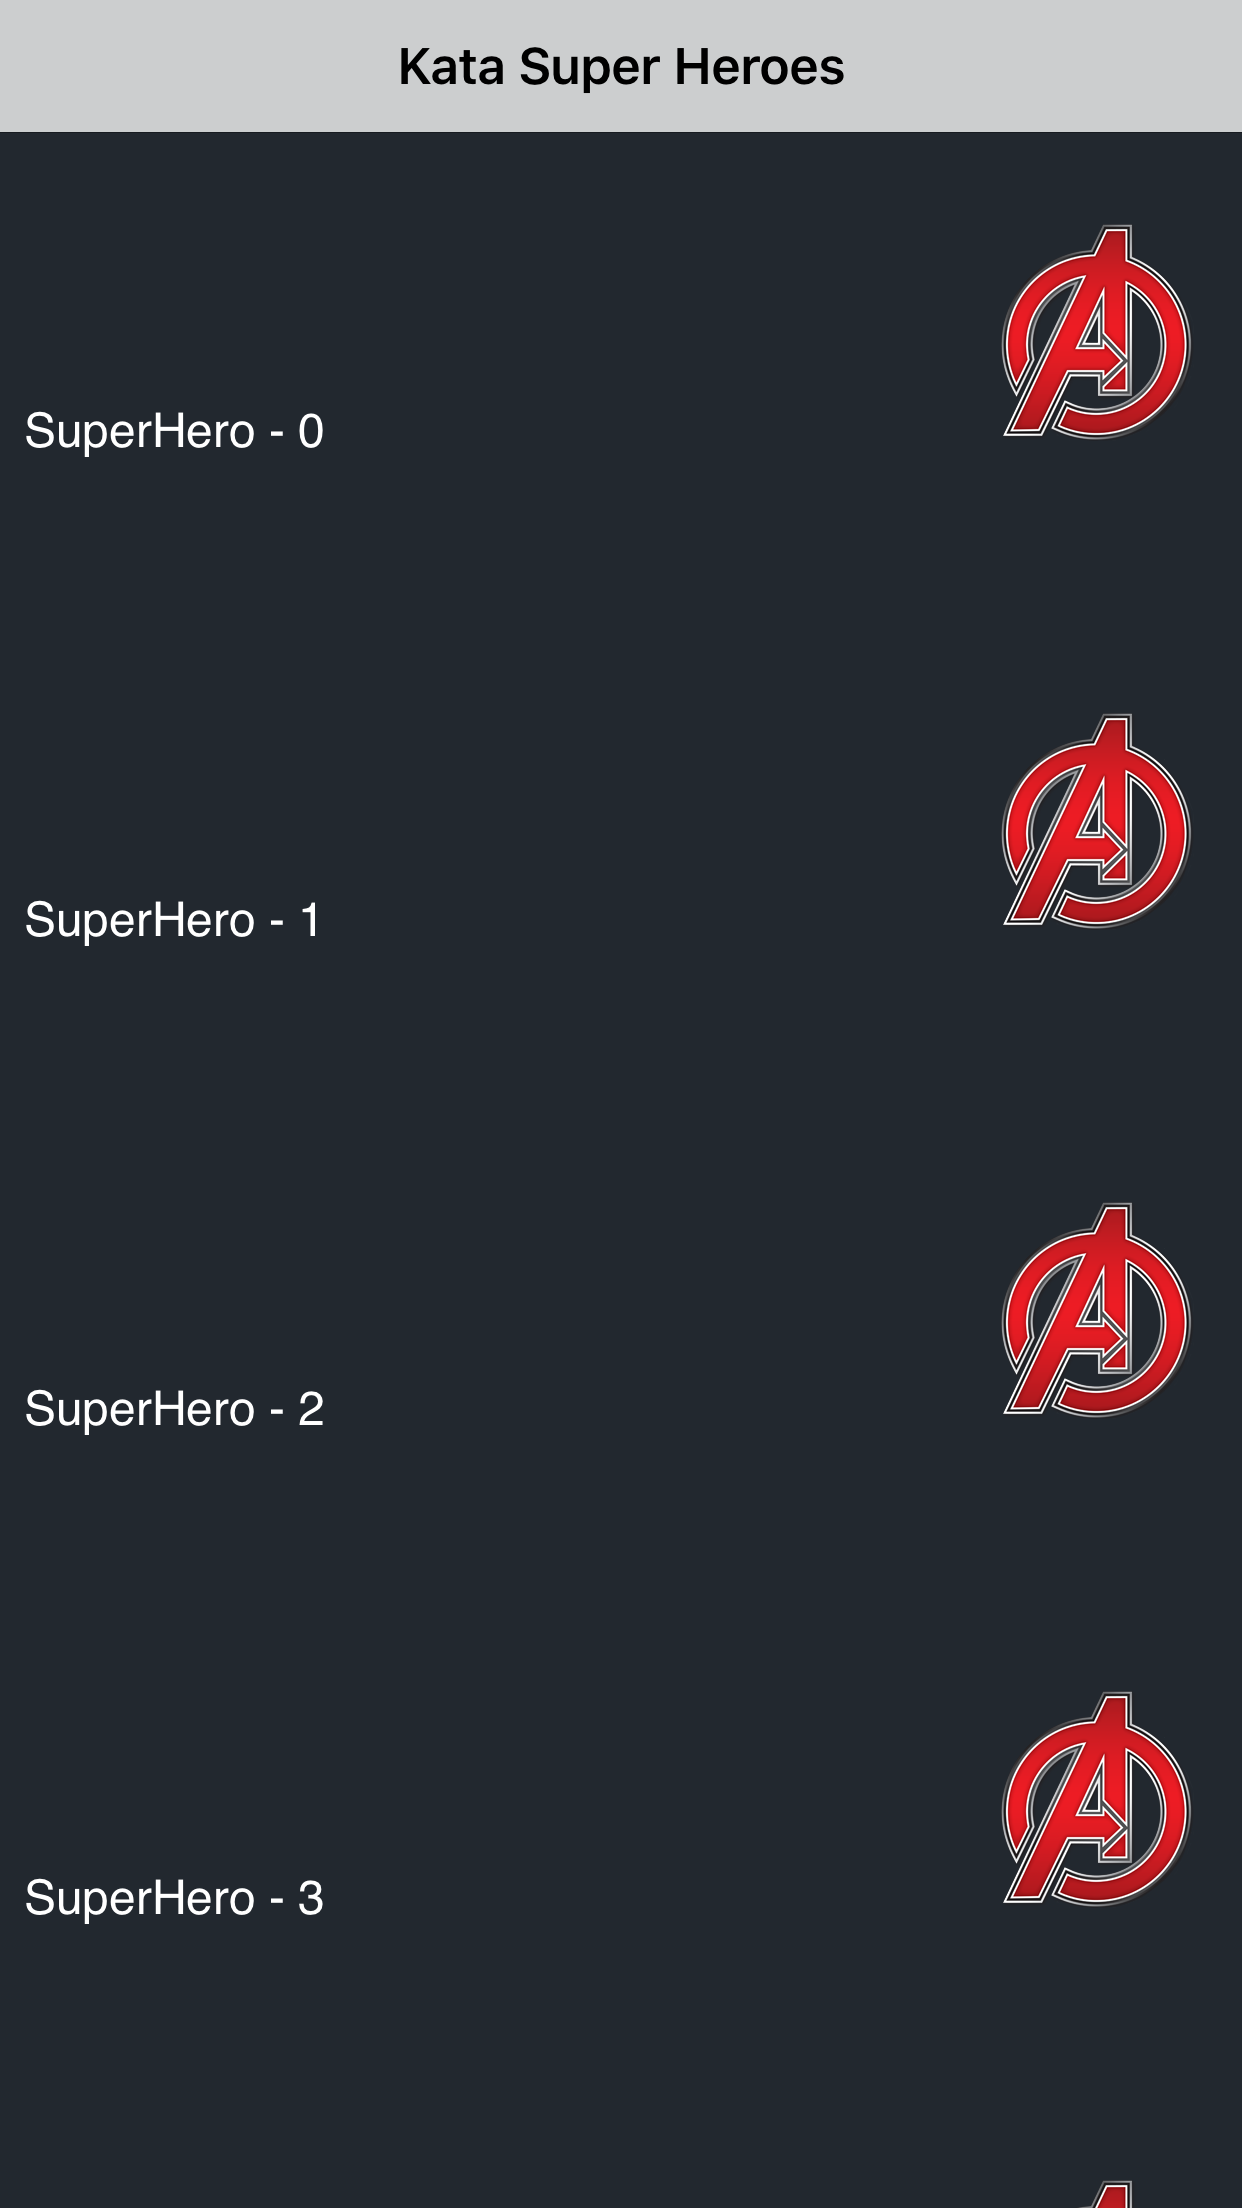 Kata Super Heroes
SuperHero - 0
SuperHero - 1
SuperHero - 2
SuperHero - 3